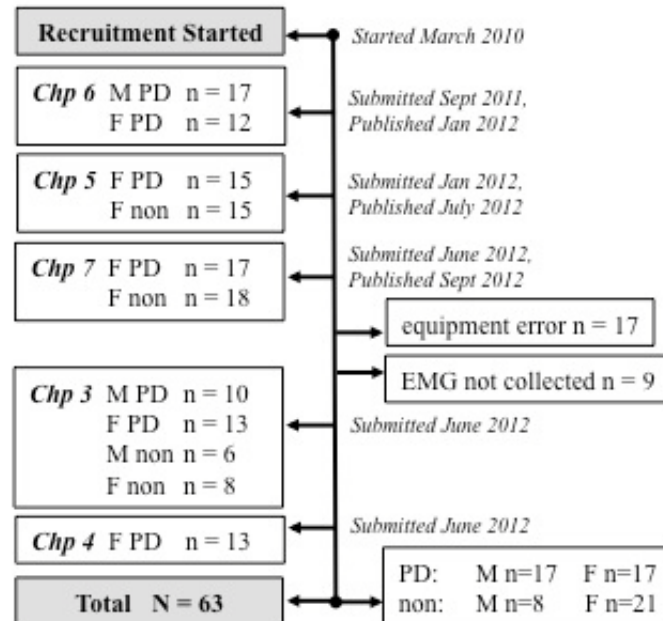 Recruitment Started
Started March 2010
Chp 6 M PD n = 17
F PD n = 12
Submitted Sept 2011,
Published Jan 2012
Chp 5 F PD n = 15
F non n = 15
Submitted Jan 2012,
Published July 2012
Chp 7 F PD n = 17
F non n = 18
Submitted June 2012,
Published Sept 2012
equipment error n = 17
EMG not collected n = 9
Chp 3 M PD n = 10
F PD n = 13
M non n = 6
F non n = 8
Submitted June 2012
Chp 4 F PD n = 13
Submitted June 2012
Total N = 63
PD: M n=17 F n=17
non: M n=8 F n=21